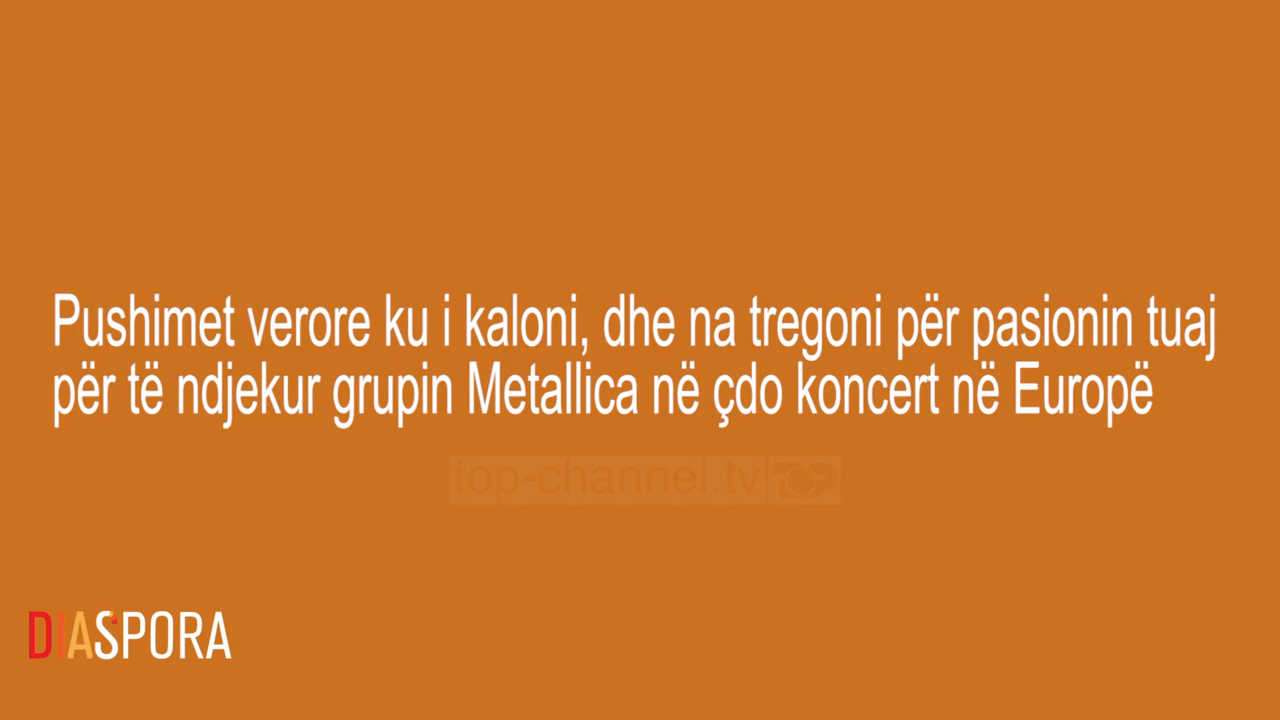 Pushimet verore ku i kaloni, dhe na tregoni për pasionin tuaj
për të ndjekur grupin Metallica në çdo koncert në Europë
top-channel.tv
DIASPORA